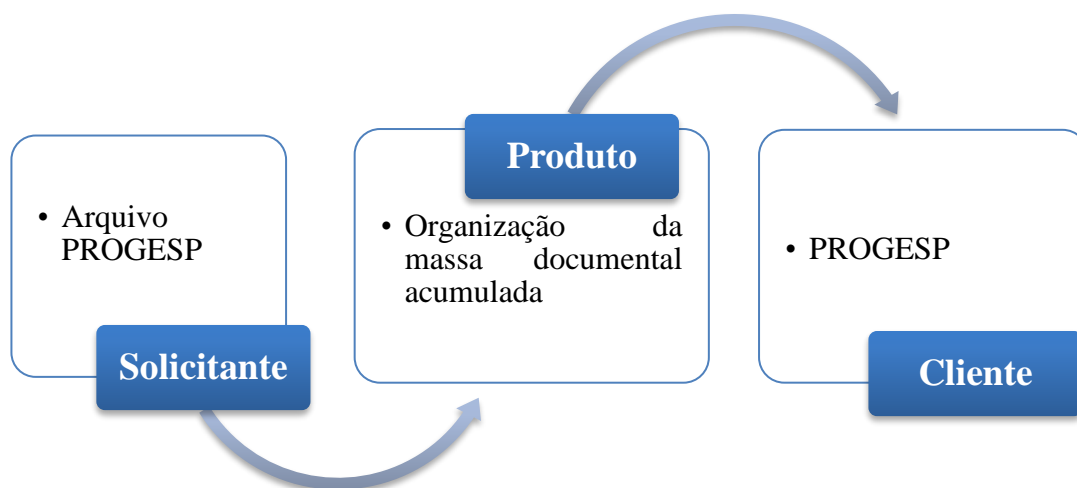 • Arquivo
PROGESP
Solicitante
Produto
• Organização da
massa documental
acumulada
• PROGESP
Cliente